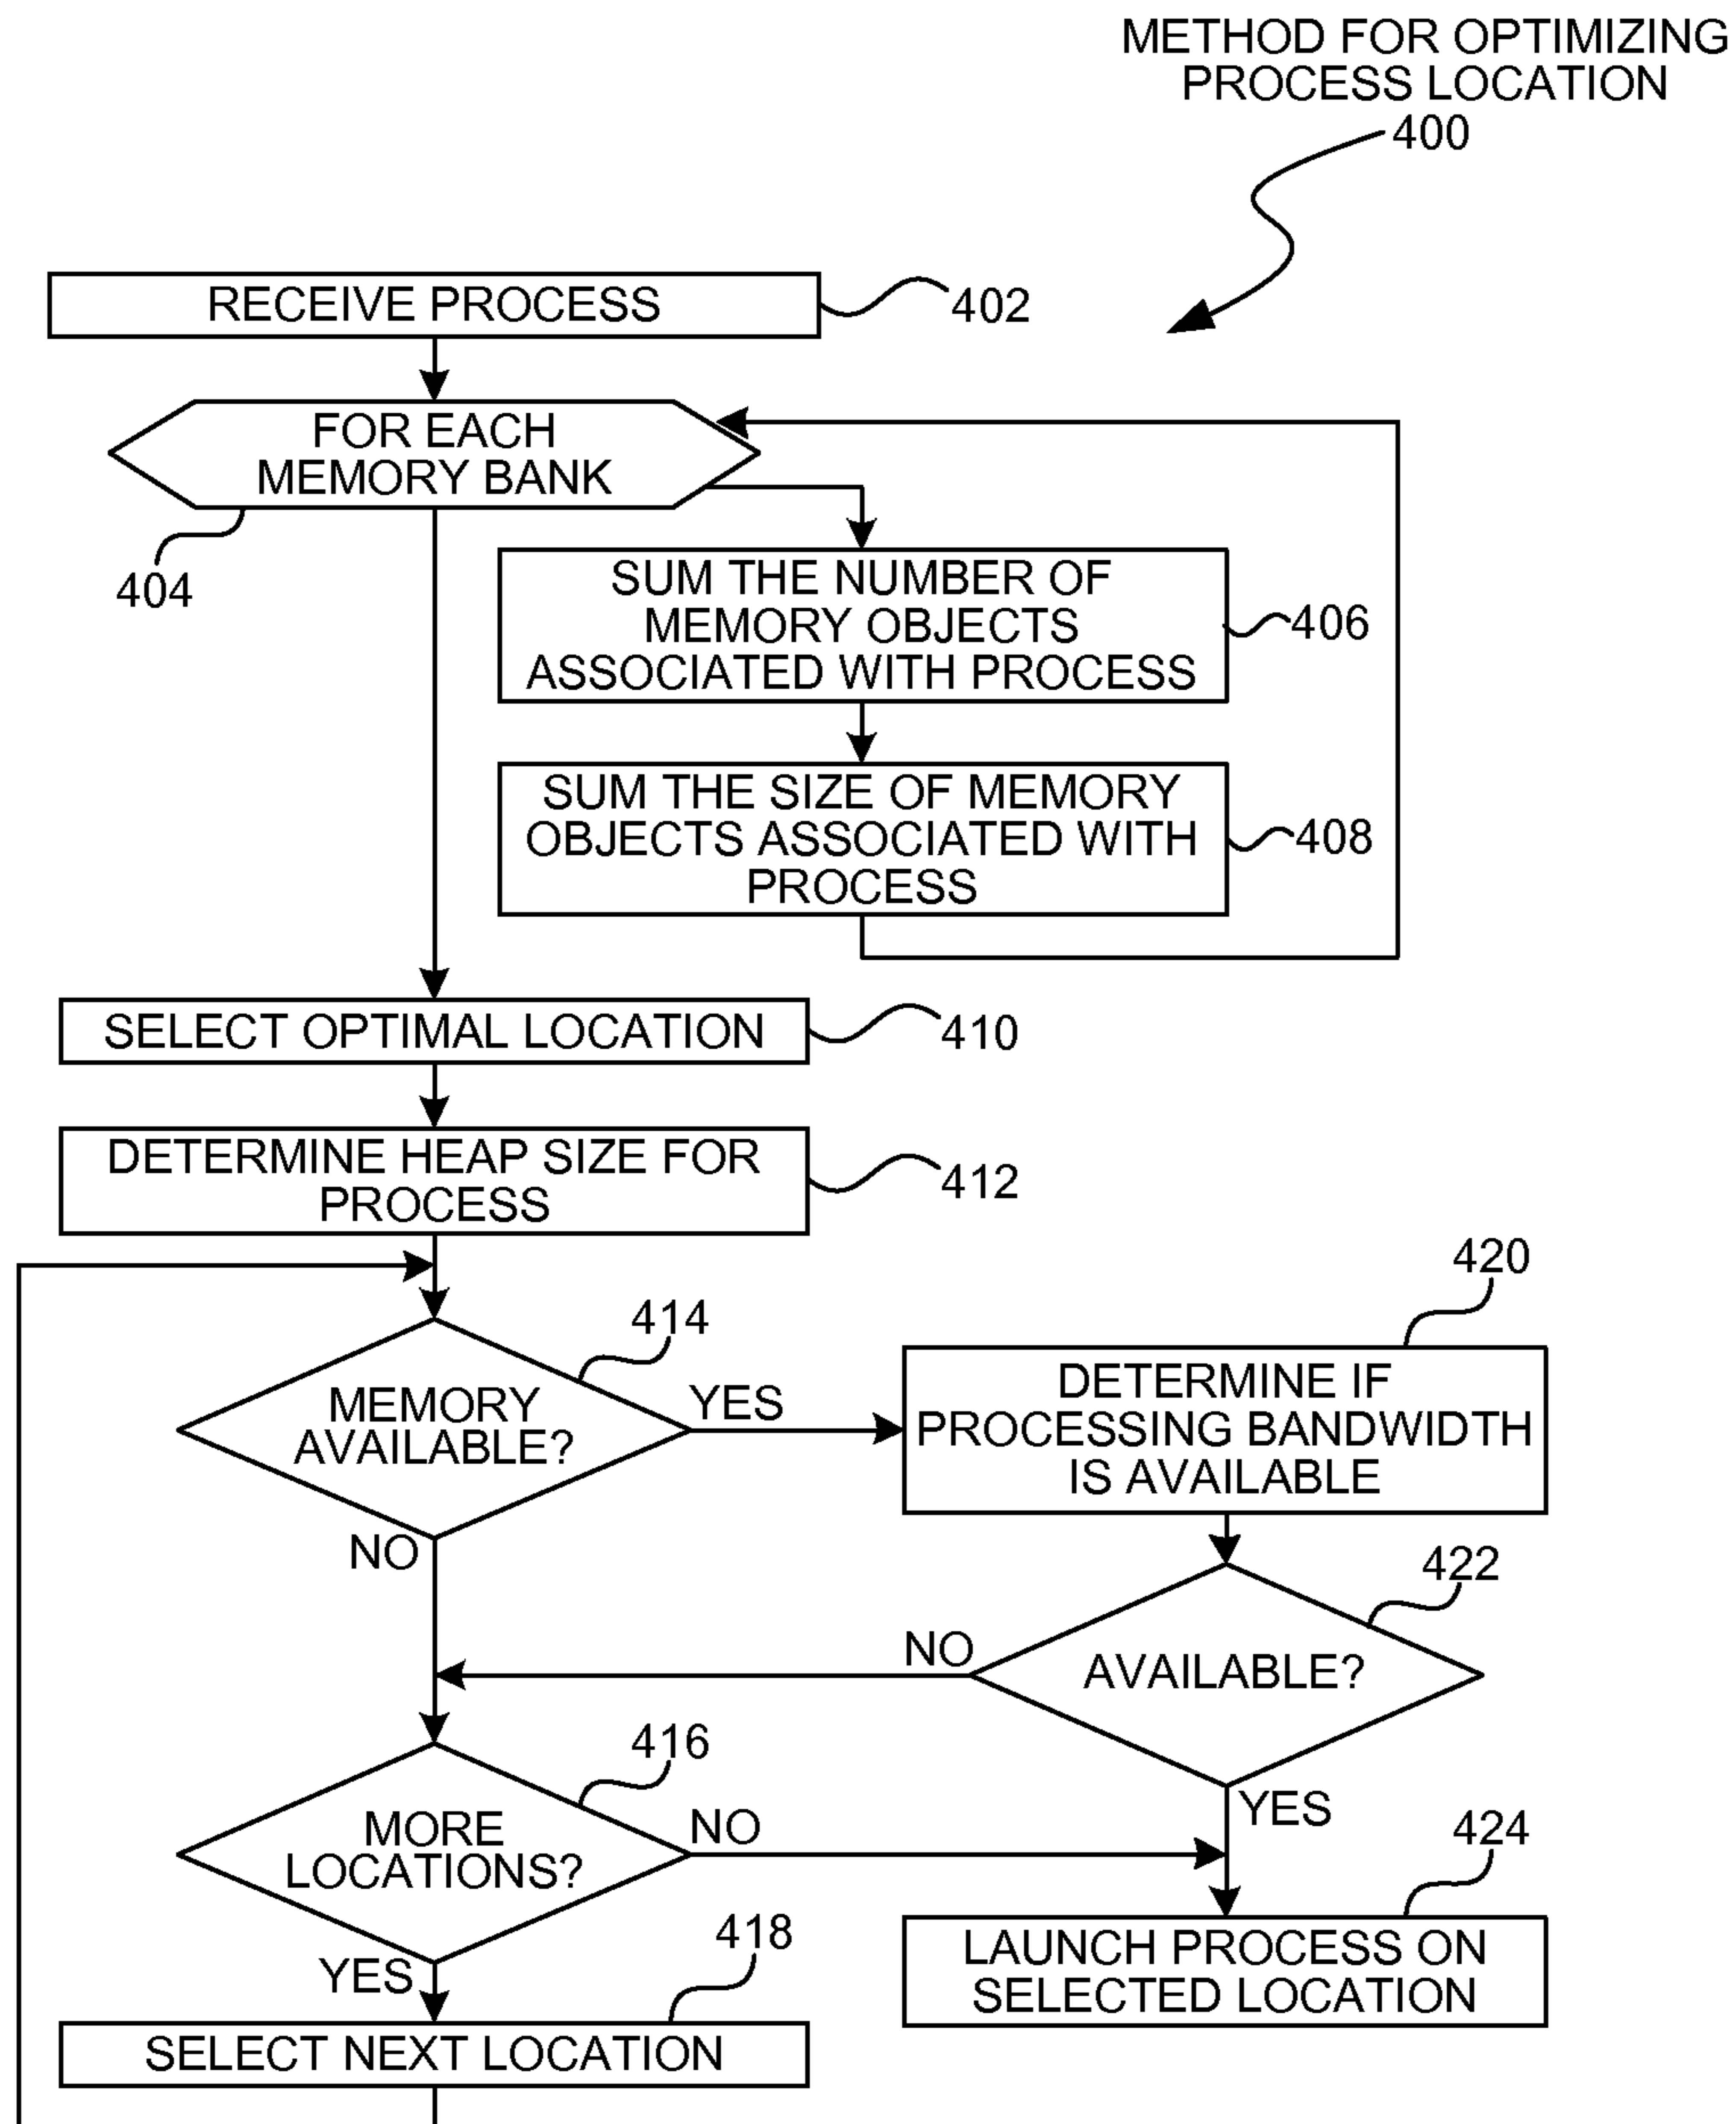 METHOD FOR OPTIMIZING
PROCESS LOCATION
400
RECEIVE PROCESS
402
FOR EACH
MEMORY BANK
404
SUM THE NUMBER OF
MEMORY OBJECTS
ASSOCIATED WITH PROCESS
406
SUM THE SIZE OF MEMORY
OBJECTS ASSOCIATED WITH
PROCESS
408
SELECT OPTIMAL LOCATION
410
DETERMINE HEAP SIZE FOR
PROCESS
412
414
MEMORY
AVAILABLE?
YES
NO
420
DETERMINE IF
PROCESSING BANDWIDTH
IS AVAILABLE
422
AVAILABLE?
NO
YES
416
MORE
LOCATIONS?
NO
YES
424
LAUNCH PROCESS ON
SELECTED LOCATION
418
SELECT NEXT LOCATION